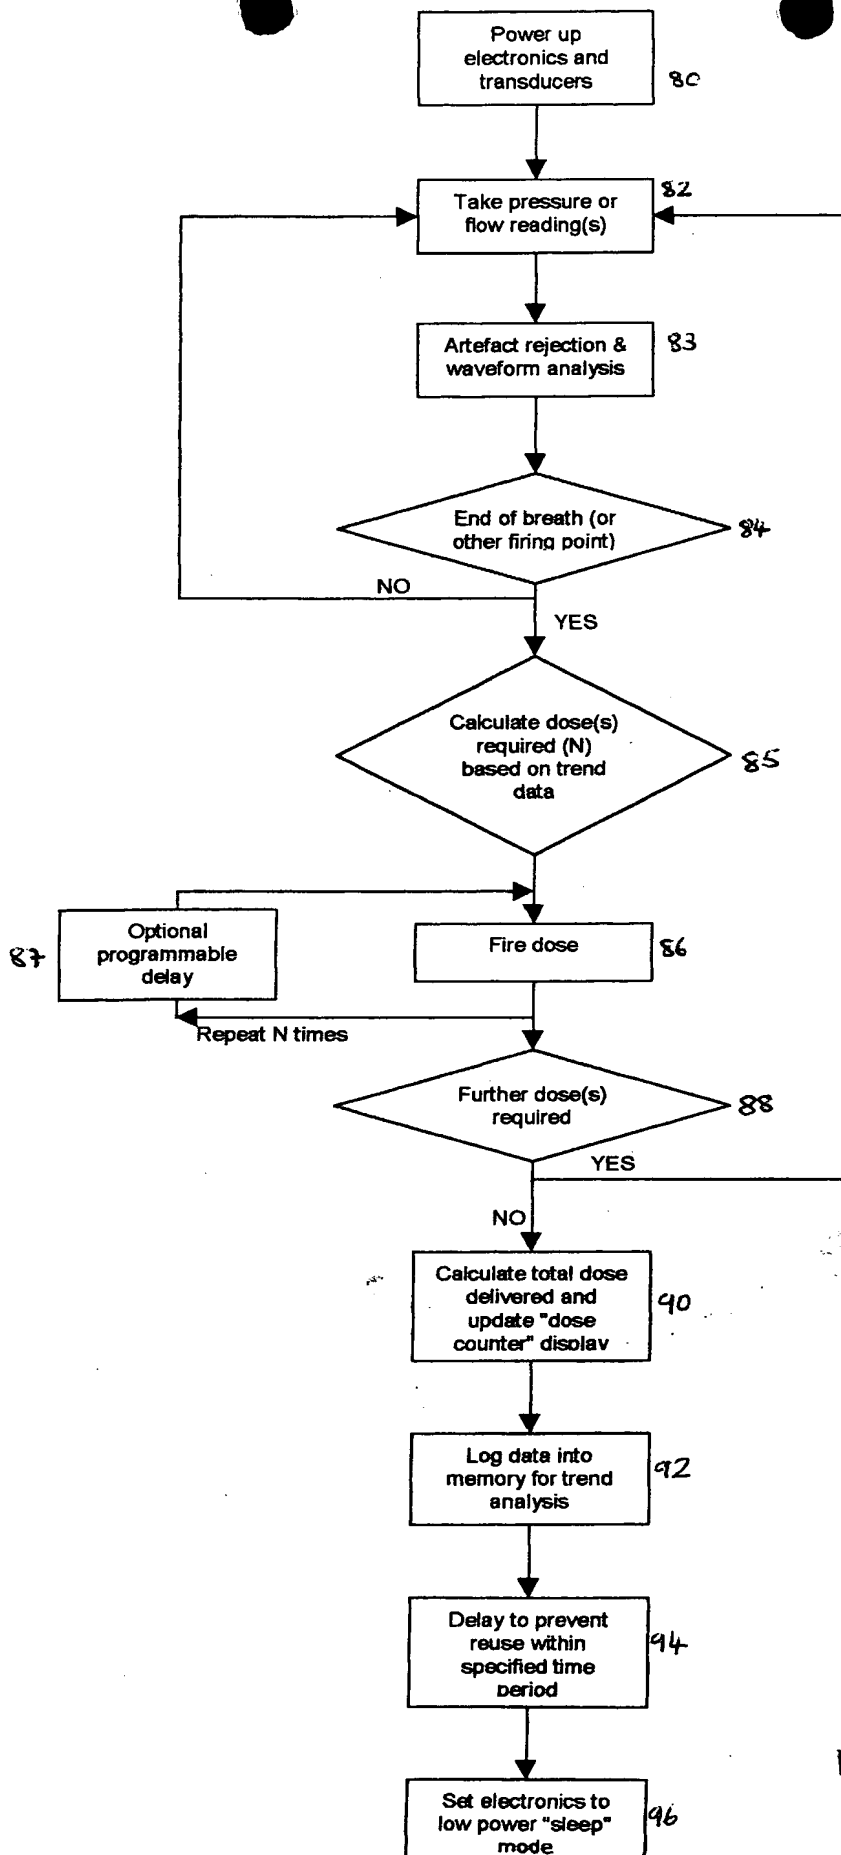 Power up
electronics and
transducers
80
Take pressure or
flow reading(s)
82
Artefact rejection &
waveform analysis
83
End of breath (or
other firing point)
84
NO
YES
Calculate dose(s)
required (N)
based on trend
data
85
Optional
programmable
delay
87
Fire dose
86
Repeat N times
Further dose(s)
required
88
YES
NO
Calculate total dose
delivered and
update "dose
counter" display
90
Log data into
memory for trend
analysis
92
Delay to prevent
reuse within
specified time
period
94
Set electronics to
low power "sleep"
mode
96